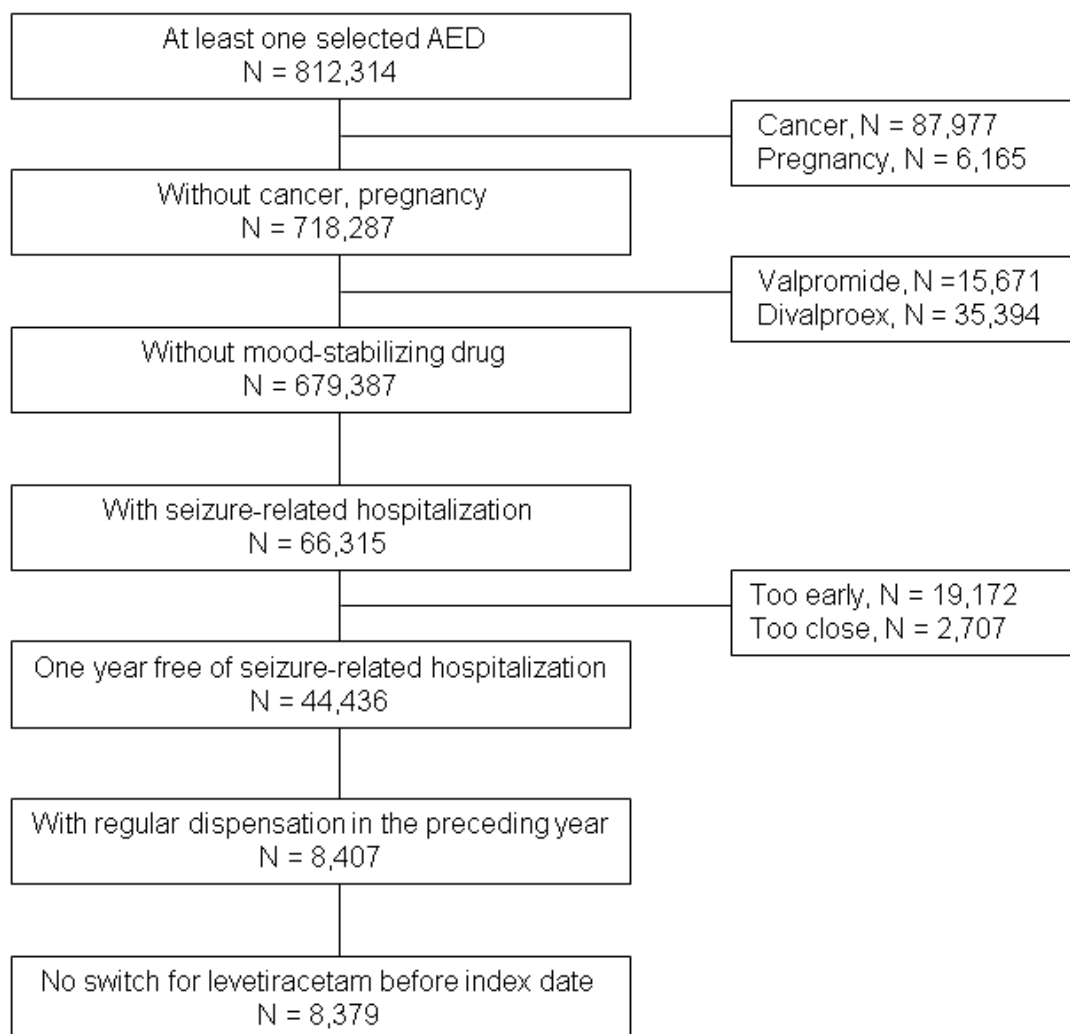 At least one selected AED
N = 812,314
Cancer, N = 87,977
Pregnancy, N = 6,165
Without cancer, pregnancy
N = 718,287
Valpromide, N =15,671
Divalproex, N = 35,394
Without mood-stabilizing drug
N = 679,387
With seizure-related hospitalization
N = 66,315
Too early, N = 19,172
Too close, N = 2,707
One year free of seizure-related hospitalization
N = 44,436
With regular dispensation in the preceding year
N = 8,407
No switch for levetiracetam before index date
N = 8,379